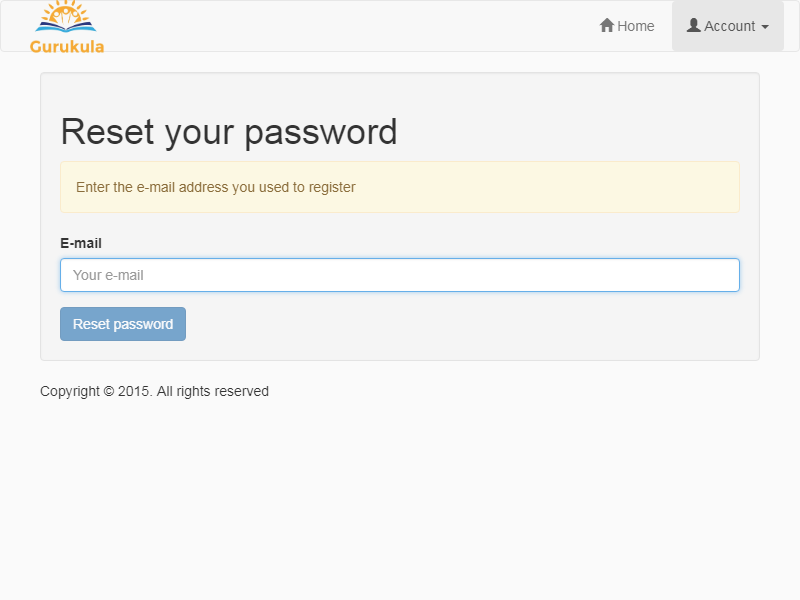 Gurukula
Home
Account
Reset your password
Enter the e-mail address you used to register
E-mail
Your e-mail
Reset password
Copyright © 2015. All rights reserved